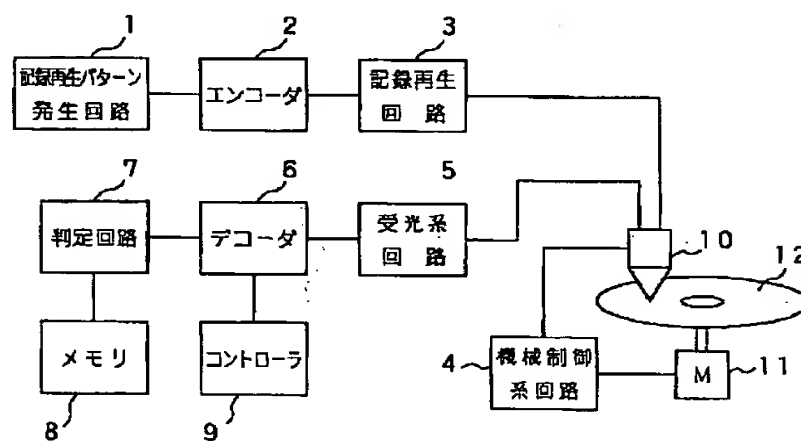 1
2
3
記録再生パターン
発生回路
エンコーダ
記録再生
回路
7
6
5
判定回路
デコーダ
受光系
回路
10
12
メモリ
コントローラ
4
機械制御
系回路
M
11
8
9